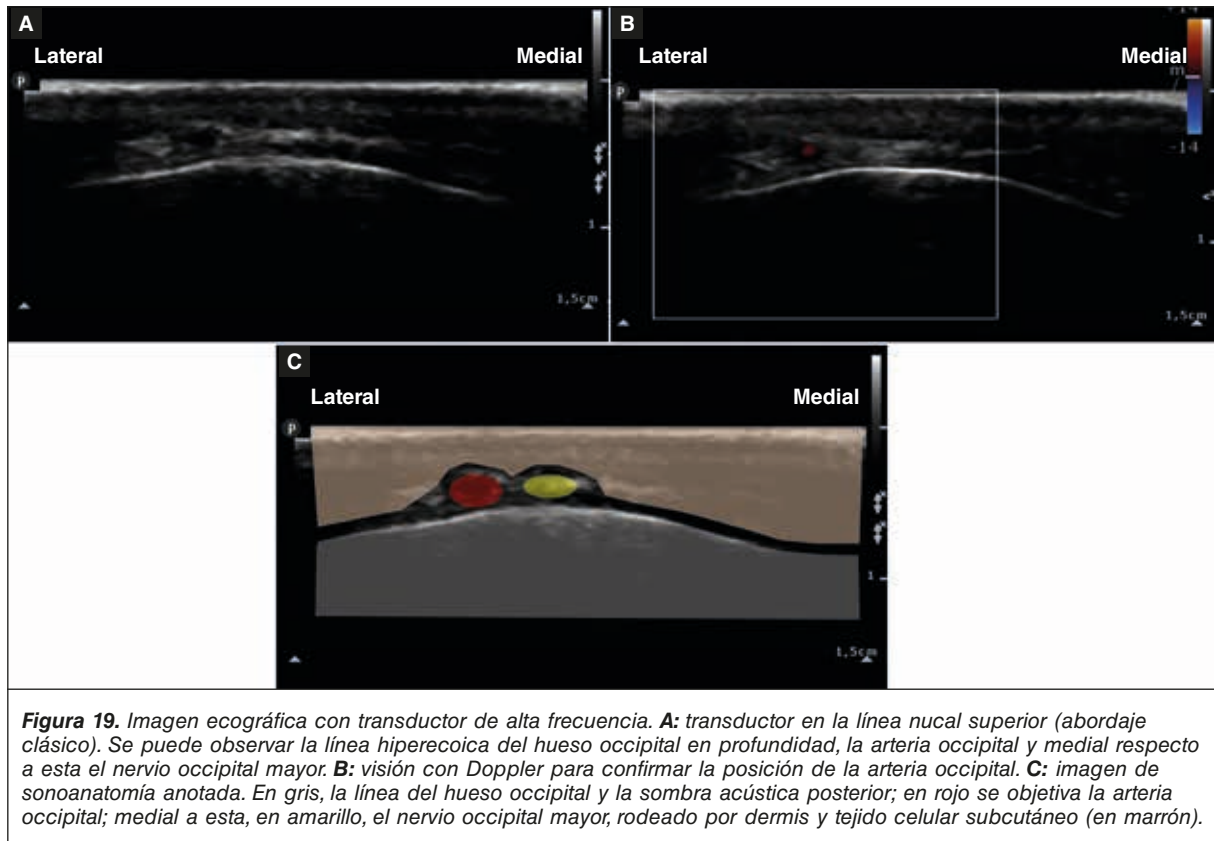 A
Lateral
Medial
P
1
1,5cm
B
Lateral
Medial
P
m
-14
1
1,5cm
C
Lateral
Medial
P
1
1,5cm
Figura 19. Imagen ecográfica con transductor de alta frecuencia. A: transductor en la línea nucal superior (abordaje
clásico). Se puede observar la línea hiperecoica del hueso occipital en profundidad, la arteria occipital y medial respecto
a esta el nervio occipital mayor. B: visión con Doppler para confirmar la posición de la arteria occipital. C: imagen de
sonoanatomía anotada. En gris, la línea del hueso occipital y la sombra acústica posterior; en rojo se objetiva la arteria
occipital; medial a esta, en amarillo, el nervio occipital mayor, rodeado por dermis y tejido celular subcutáneo (en marrón).